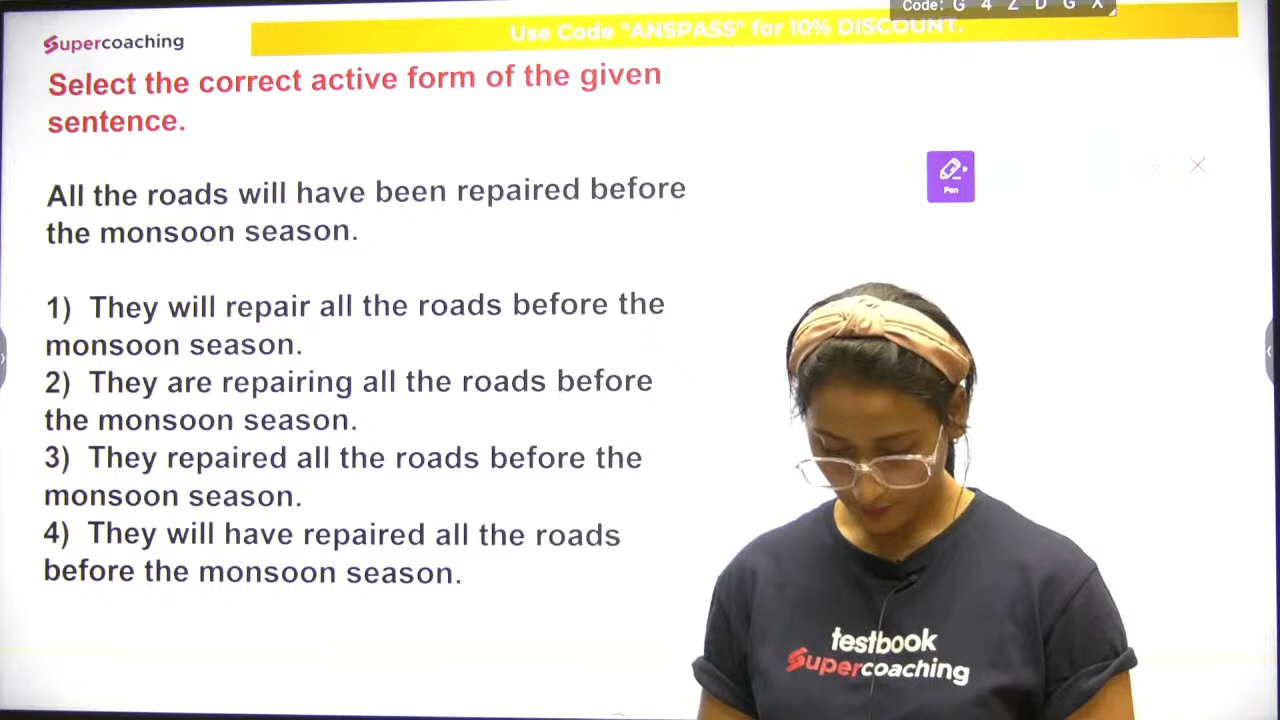 Code: G 4 Z D G X
Supercoaching
Use Code "ANSPASS" for 10% DISCOUNT.
Select the correct active form of the given
sentence.
All the roads will have been repaired before
the monsoon season.
Pen
1) They will repair all the roads before the
monsoon season.
2) They are repairing all the roads before
the monsoon season.
3) They repaired all the roads before the
monsoon season.
4) They will have repaired all the roads
before the monsoon season.
testbook
Supercoaching